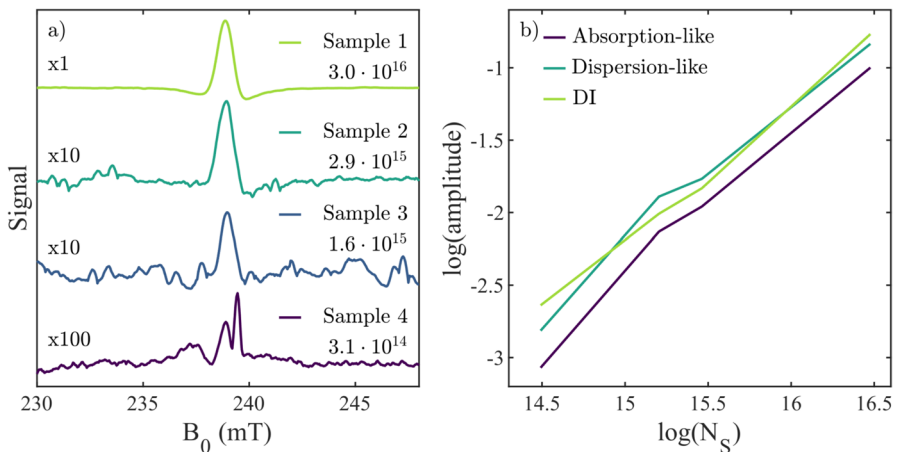 a)
x1
Sample 1
3.0 · 10^16
x10
Sample 2
2.9 · 10^15
x10
Sample 3
1.6 · 10^15
x100
Sample 4
3.1 · 10^14
Signal
230 235 240 245
B_0 (mT)
b)
Absorption-like
Dispersion-like
DI
log(amplitude)
-1
-1.5
-2
-2.5
-3
14.5 15 15.5 16 16.5
log(N_S)